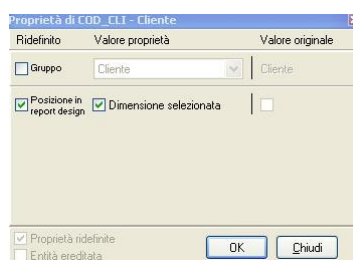 Proprietà di COD_CLI - Cliente
Ridefinito Valore proprietà Valore originale
Gruppo Cliente Cliente
Posizione in
report design Dimensione selezionata
Proprietà ridefinite
Entità ereditata
OK Chiudi